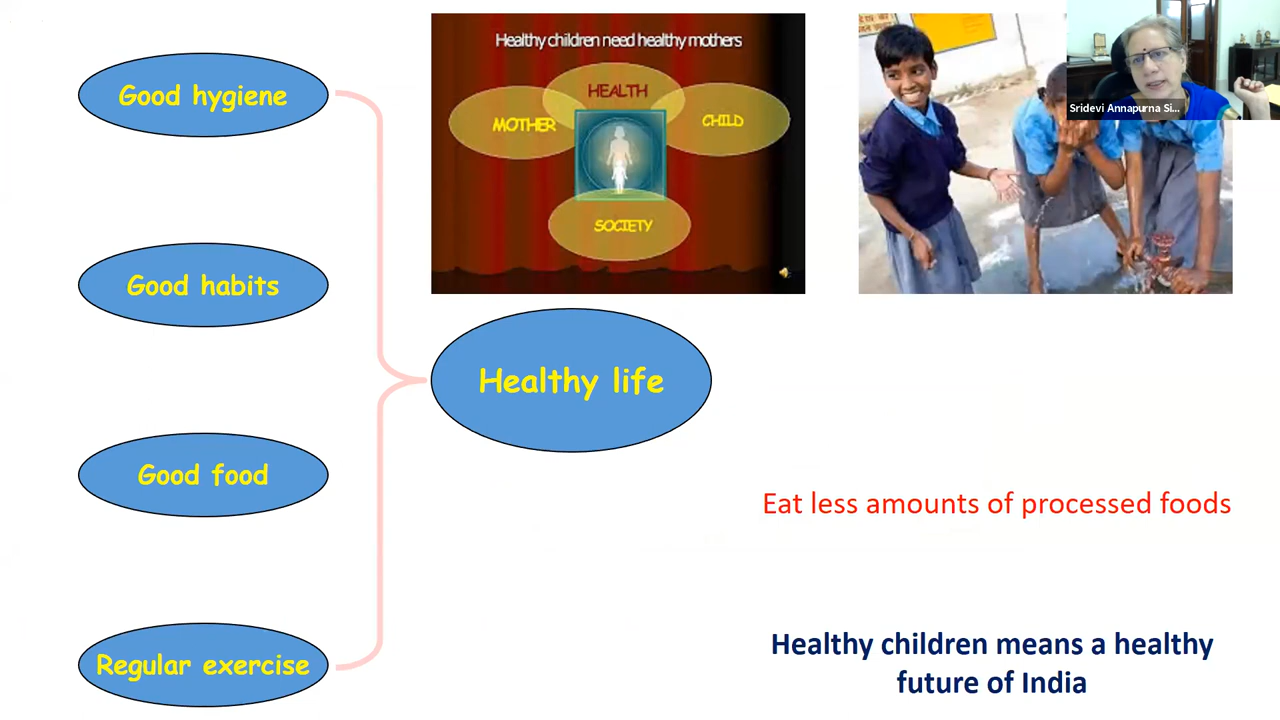 Good hygiene
Good habits
Good food
Regular exercise
Healthy life
Healthy children need healthy mothers
HEALTH
MOTHER
CHILD
SOCIETY
Sridevi Annapurna Si...
Eat less amounts of processed foods
Healthy children means a healthy
future of India